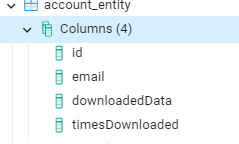 account_entity
Columns (4)
id
email
downloadedData
timesDownloaded